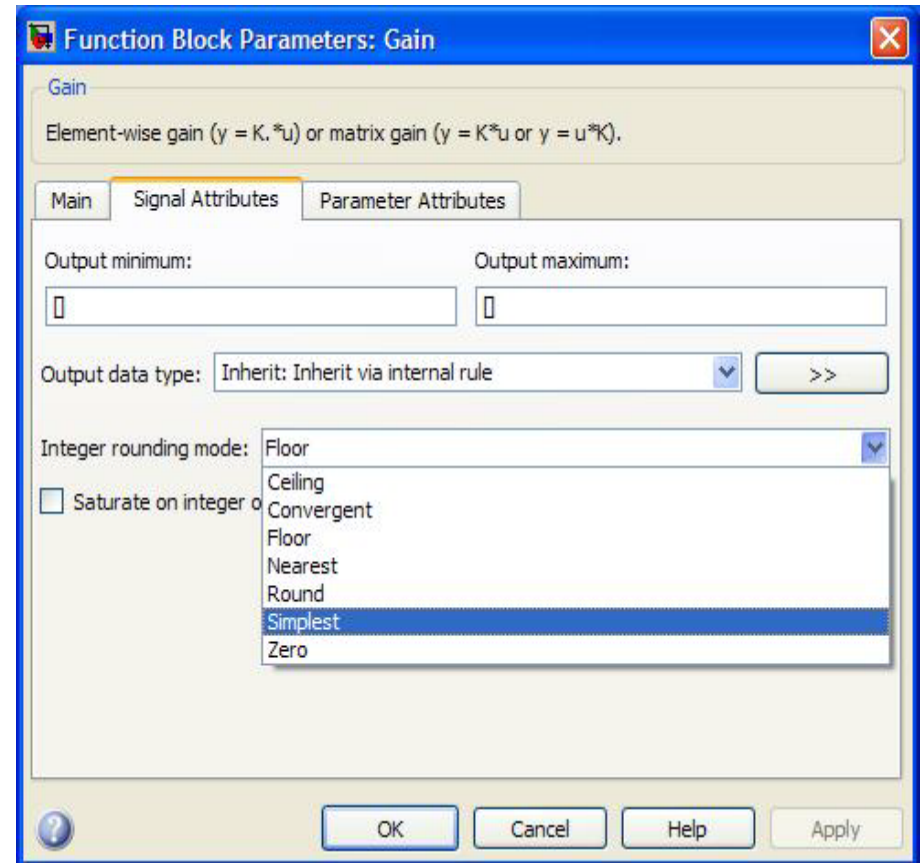 Function Block Parameters: Gain
Gain
Element-wise gain (y = K.*u) or matrix gain (y = K*u or y = u*K).
Main Signal Attributes Parameter Attributes
Output minimum: Output maximum:
[] []
Output data type: Inherit: Inherit via internal rule >>
Integer rounding mode: Floor
Ceiling
Saturate on integer o
Convergent
Floor
Nearest
Round
Simplest
Zero
OK Cancel Help Apply